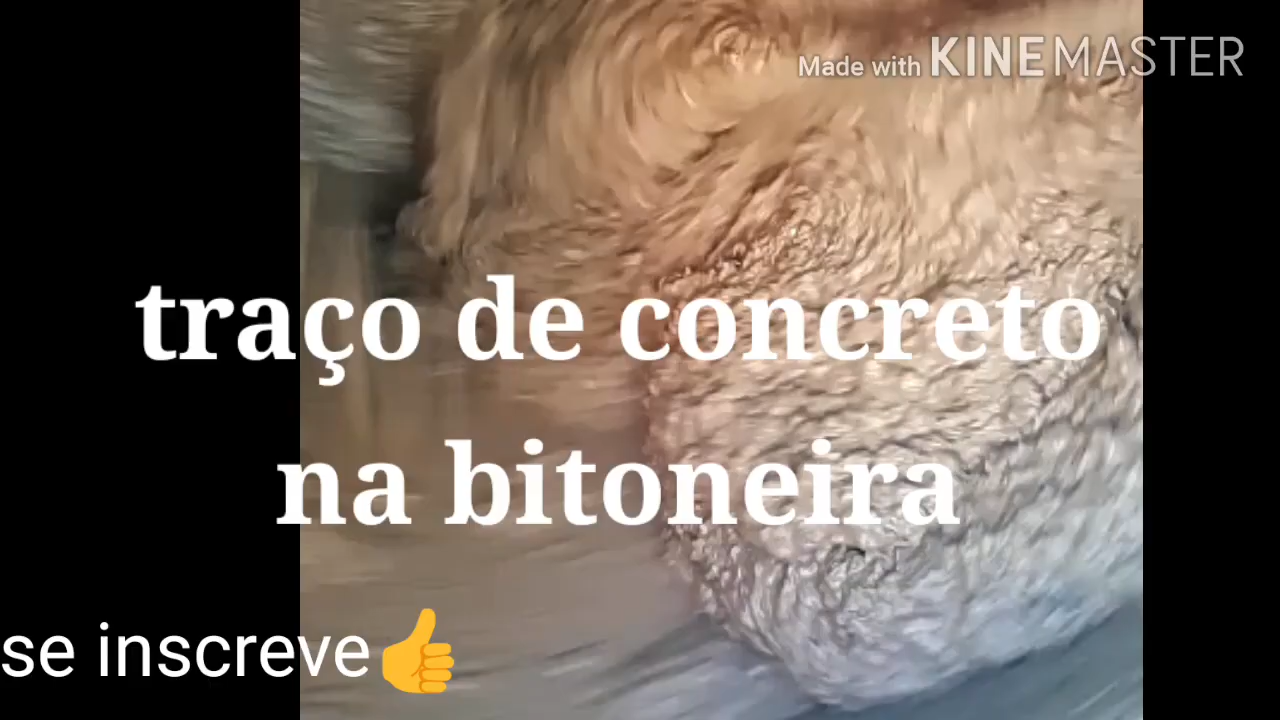 Made with KINEMASTER
traço de concreto
na bitoneira
se inscreve👍